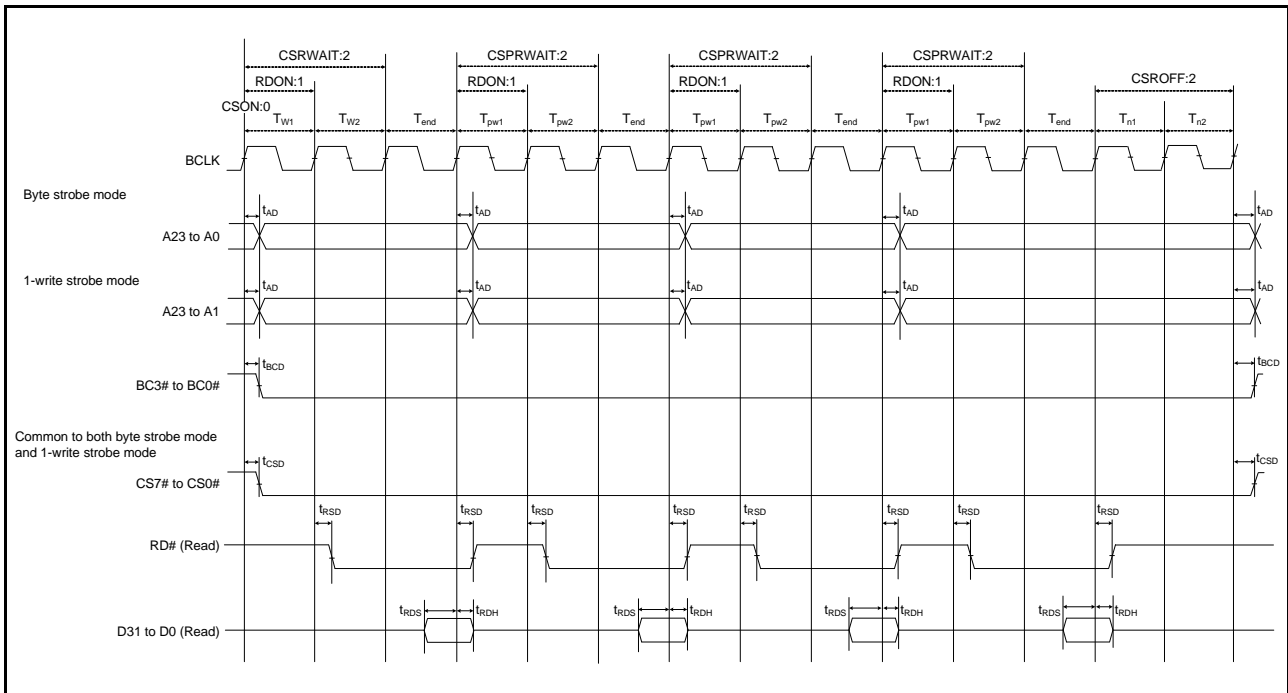 CSRWAIT:2 CSPRWAIT:2 CSPRWAIT:2 CSPRWAIT:2
RDON:1 RDON:1 RDON:1 RDON:1 CSROFF:2
CSON:0
TW1 TW2 Tend Tpw1 Tpw2 Tend Tpw1 Tpw2 Tend Tpw1 Tpw2 Tend Tn1 Tn2
BCLK
Byte strobe mode
tAD tAD tAD tAD tAD
A23 to A0
1-write strobe mode
tAD tAD tAD tAD tAD
A23 to A1
tBCD tBCD
BC3# to BC0#
Common to both byte strobe mode
and 1-write strobe mode
tCSD tCSD
CS7# to CS0#
tRSD tRSD tRSD tRSD tRSD tRSD tRSD tRSD
RD# (Read)
tRDS tRDH tRDS tRDH tRDS tRDH tRDS tRDH
D31 to D0 (Read)